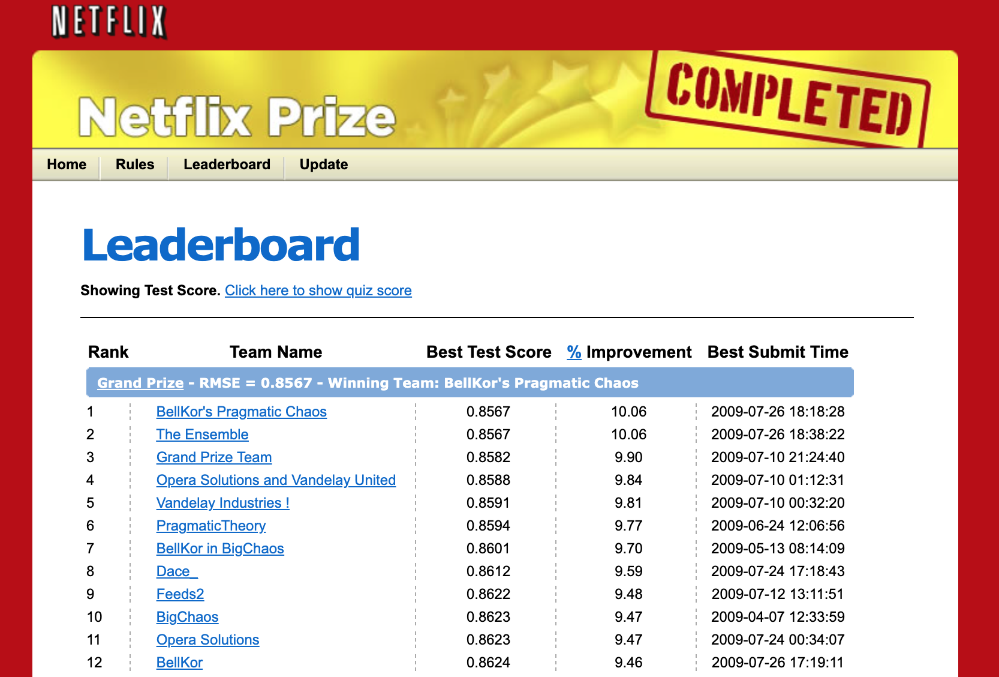 NETFLIX
Netflix Prize
COMPLETED
Home Rules Leaderboard Update
Leaderboard
Showing Test Score. Click here to show quiz score
Rank Team Name Best Test Score % Improvement Best Submit Time
Grand Prize - RMSE = 0.8567 - Winning Team: BellKor's Pragmatic Chaos
1 BellKor's Pragmatic Chaos 0.8567 10.06 2009-07-26 18:18:28
2 The Ensemble 0.8567 10.06 2009-07-26 18:38:22
3 Grand Prize Team 0.8582 9.90 2009-07-10 21:24:40
4 Opera Solutions and Vandelay United 0.8588 9.84 2009-07-10 01:12:31
5 Vandelay Industries ! 0.8591 9.81 2009-07-10 00:32:20
6 PragmaticTheory 0.8594 9.77 2009-06-24 12:06:56
7 BellKor in BigChaos 0.8601 9.70 2009-05-13 08:14:09
8 Dace_ 0.8612 9.59 2009-07-24 17:18:43
9 Feeds2 0.8622 9.48 2009-07-12 13:11:51
10 BigChaos 0.8623 9.47 2009-04-07 12:33:59
11 Opera Solutions 0.8623 9.47 2009-07-24 00:34:07
12 BellKor 0.8624 9.46 2009-07-26 17:19:11